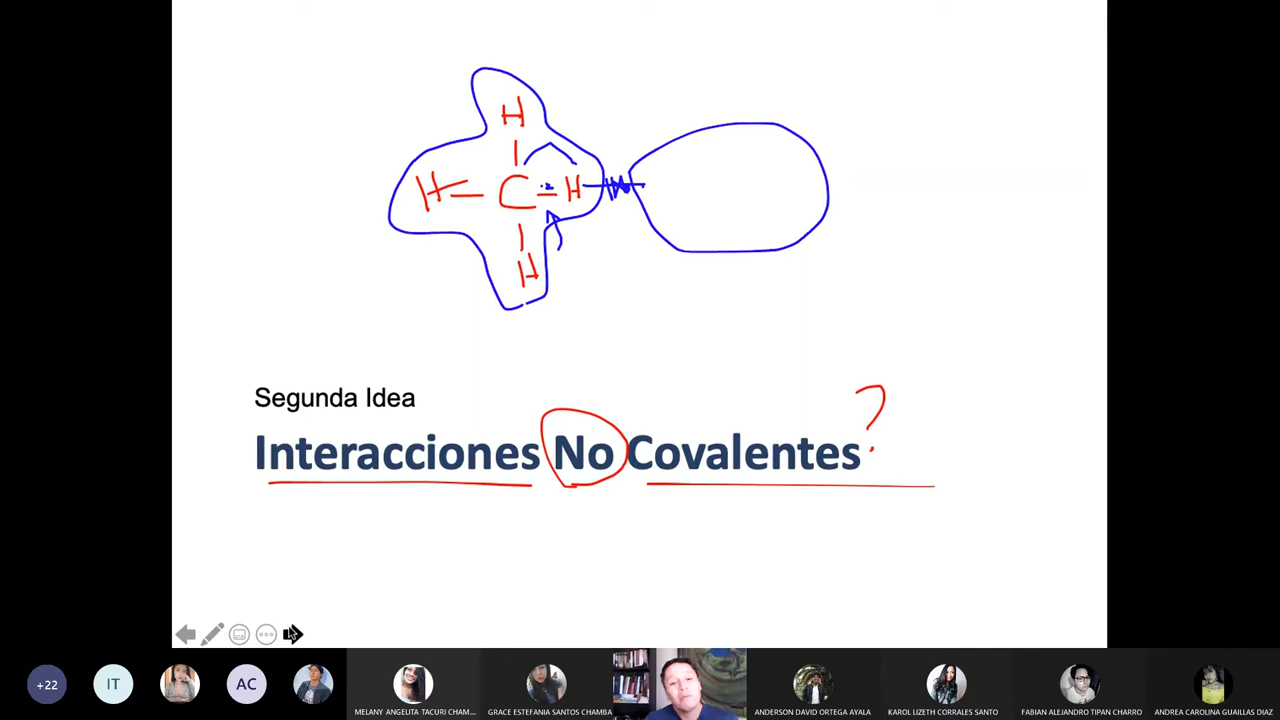 H
H C H
H
Segunda Idea
Interacciones No Covalentes?
+22
IT
AC
MELANY ANGELITA TACURI CHAM...
GRACE ESTEFANIA SANTOS CHAMBA
ANDERSON DAVID ORTEGA AYALA
KAROL LIZETH CORRALES SANTO
FABIAN ALEJANDRO TIPAN CHARRO
ANDREA CAROLINA GUAILLAS DIAZ